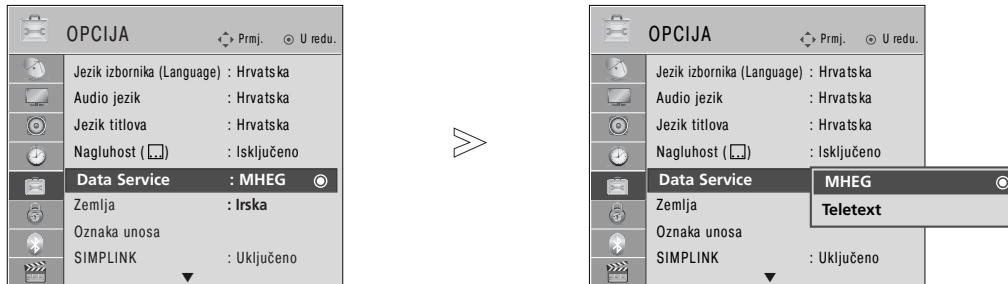 OPCIJA Prmj. U redu.
Jezik izbornika (Language) : Hrvatska
Audio jezik : Hrvatska
Jezik titlova : Hrvatska
Nagluhost ( ) : Isključeno
Data Service : MHEG
Zemlja : Irska
Oznaka unosa
SIMPLINK : Uključeno
OPCIJA Prmj. U redu.
Jezik izbornika (Language) : Hrvatska
Audio jezik : Hrvatska
Jezik titlova : Hrvatska
Nagluhost ( ) : Isključeno
Data Service
MHEG
Teletext
Zemlja
Oznaka unosa
SIMPLINK : Uključeno